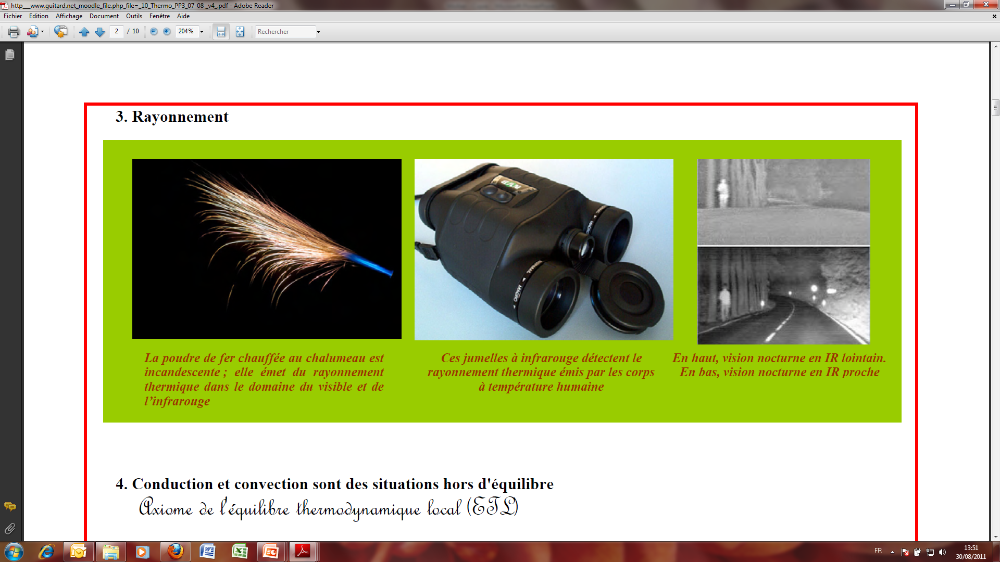 http___www.guitard.net_moodle_file.php_file=_10_Thermo_PP3_07-08 _v4_.pdf - Adobe Reader
Fichier Edition Affichage Document Outils Fenêtre Aide
2 / 10 204% Rechercher
3. Rayonnement
La poudre de fer chauffée au chalumeau est
incandescente ; elle émet du rayonnement
thermique dans le domaine du visible et de
l’infrarouge
Ces jumelles à infrarouge détectent le
rayonnement thermique émis par les corps
à température humaine
En haut, vision nocturne en IR lointain.
En bas, vision nocturne en IR proche
4. Conduction et convection sont des situations hors d'équilibre
Axiome de l'équilibre thermodynamique local (ETL)
FR
13:51
30/08/2011